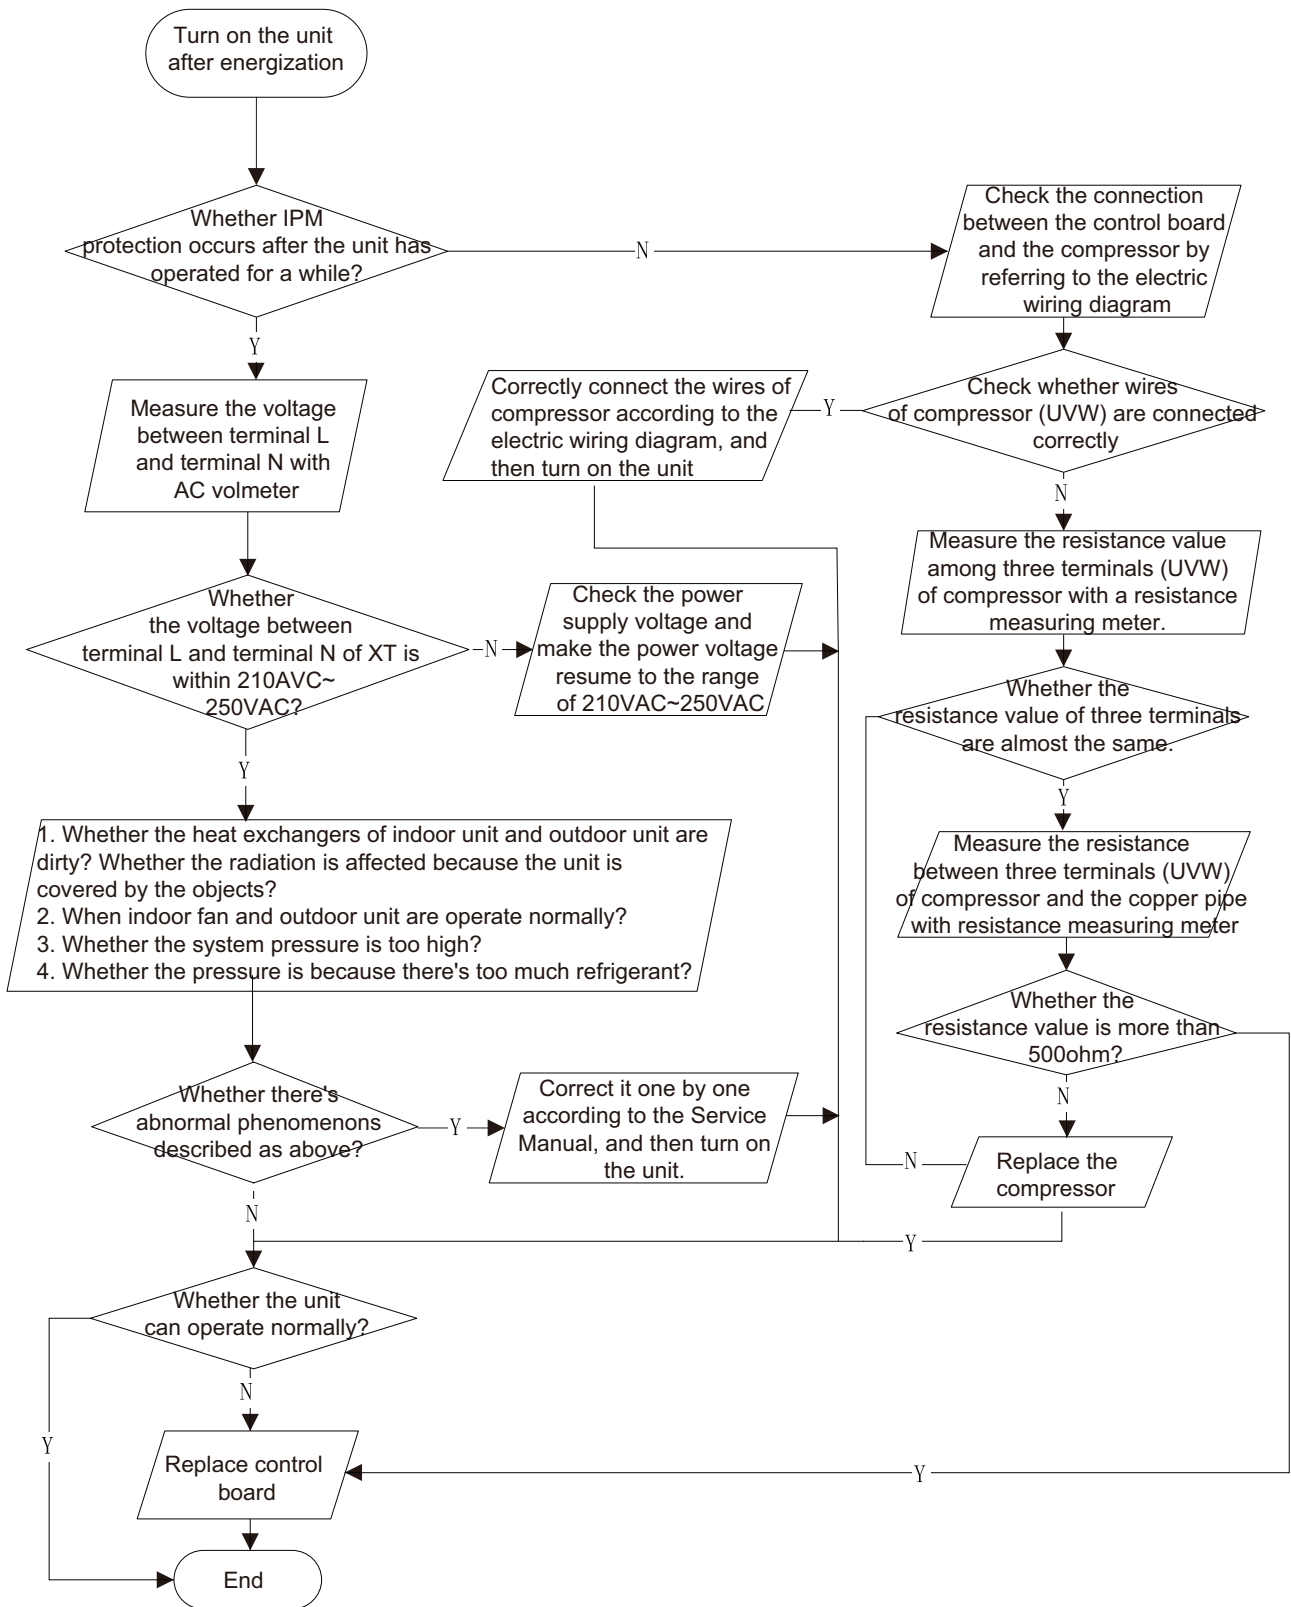 Turn on the unit
after energization
Whether IPM
protection occurs after the unit has
operated for a while?
N
Check the connection
between the control board
and the compressor by
referring to the electric
wiring diagram
Y
Measure the voltage
between terminal L
and terminal N with
AC volmeter
Correctly connect the wires of
compressor according to the
electric wiring diagram, and
then turn on the unit
Y
Check whether wires
of compressor (UVW) are connected
correctly
N
Measure the resistance value
among three terminals (UVW)
of compressor with a resistance
measuring meter.
Whether
the voltage between
terminal L and terminal N of XT is
within 210AVC~
250VAC?
N
Check the power
supply voltage and
make the power voltage
resume to the range
of 210VAC~250VAC
Whether the
resistance value of three terminals
are almost the same.
Y
Y
1. Whether the heat exchangers of indoor unit and outdoor unit are
dirty? Whether the radiation is affected because the unit is
covered by the objects?
2. When indoor fan and outdoor unit are operate normally?
3. Whether the system pressure is too high?
4. Whether the pressure is because there's too much refrigerant?
Measure the resistance
between three terminals (UVW)
of compressor and the copper pipe
with resistance measuring meter
Whether the
resistance value is more than
500ohm?
Whether there's
abnormal phenomenons
described as above?
Y
Correct it one by one
according to the Service
Manual, and then turn on
the unit.
N
N
Replace the
compressor
N
Y
Whether the unit
can operate normally?
N
Y
Replace control
board
Y
End